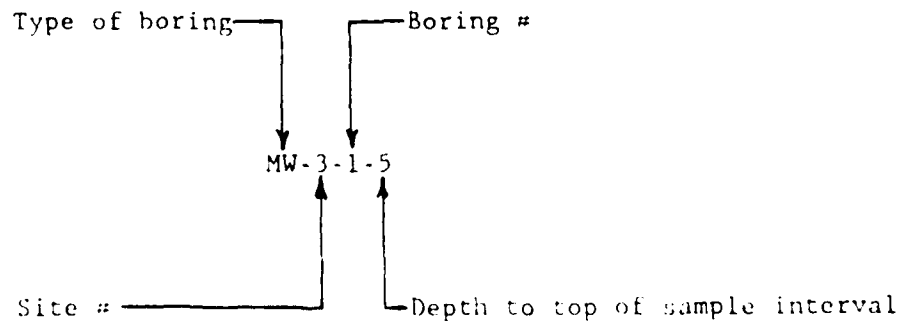 Type of boring
Boring #
MW-3-1-5
Site #
Depth to top of sample interval